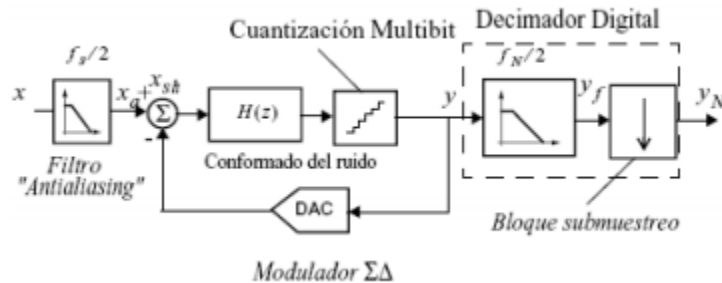 Cuantización Multibit
Decimador Digital
f_s/2
f_N/2
x
x_a
+
x_sh
Σ
-
H(z)
y
y_f
y_N
Filtro
"Antialiasing"
Conformado del ruido
DAC
Bloque submuestreo
Modulador ΣΔ